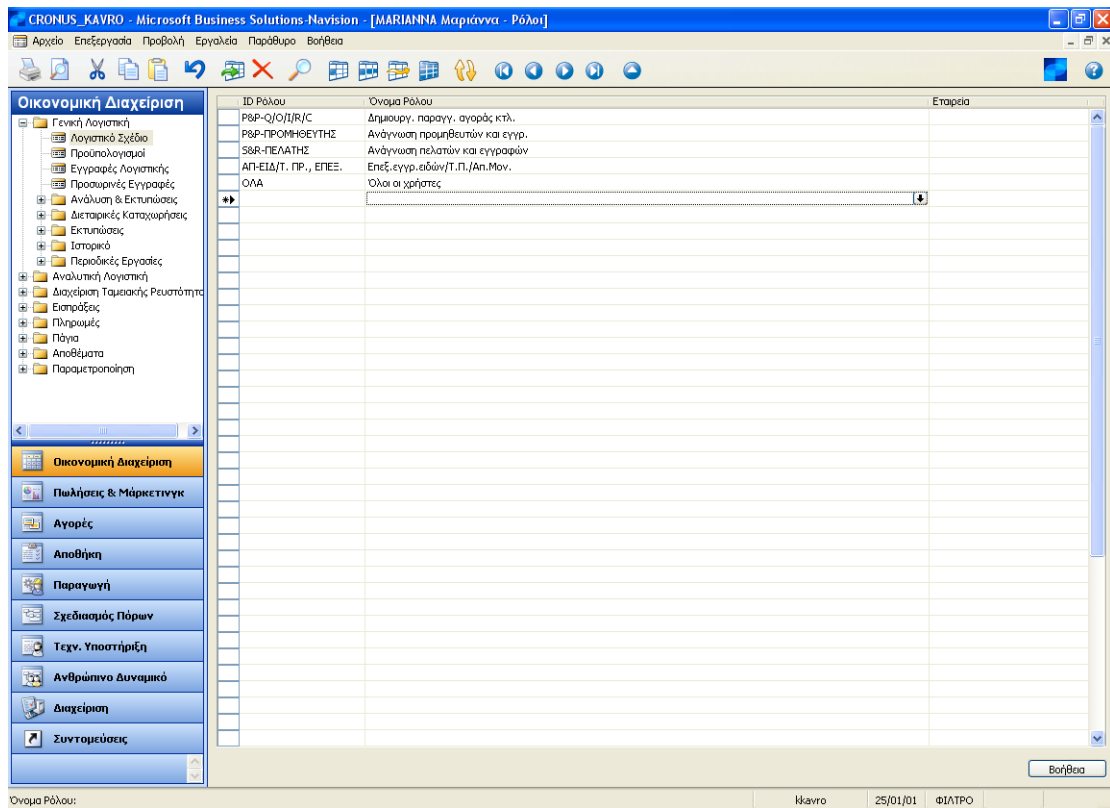 CRONUS_KAVRO - Microsoft Business Solutions-Navision - [MARIANNA Μαριάννα - Ρόλοι]
Αρχείο Επεξεργασία Προβολή Εργαλεία Παράθυρο Βοήθεια
Οικονομική Διαχείριση
Γενική Λογιστική
Λογιστικό Σχέδιο
Προϋπολογισμοί
Εγγραφές Λογιστικής
Προσωρινές Εγγραφές
Ανάλυση & Εκτυπώσεις
Διεταιρικές Καταχωρήσεις
Εκτυπώσεις
Ιστορικό
Περιοδικές Εργασίες
Αναλυτική Λογιστική
Διαχείριση Ταμειακής Ρευστότητο
Εισπράξεις
Πληρωμές
Πάγια
Αποθέματα
Παραμετροποίηση
Οικονομική Διαχείριση
Πωλήσεις & Μάρκετινγκ
Αγορές
Αποθήκη
Παραγωγή
Σχεδιασμός Πόρων
Τεχν. Υποστήριξη
Ανθρώπινο Δυναμικό
Διαχείριση
Συντομεύσεις
ID Ρόλου Όνομα Ρόλου Εταιρεία
P&P-Q/O/I/R/C Δημιουργ. παραγγ. αγοράς κτλ.
P&P-ΠΡΟΜΗΘΕΥΤΗΣ Ανάγνωση προμηθευτών και εγγρ.
S&R-ΠΕΛΑΤΗΣ Ανάγνωση πελατών και εγγραφών
ΑΠ-ΕΙΔ/Τ. ΠΡ., ΕΠΕΞ. Επεξ.εγγρ.ειδών/Τ.Π./Απ.Μον.
ΟΛΑ Όλοι οι χρήστες
Βοήθεια
Όνομα Ρόλου: kkavro 25/01/01 ΦΙΛΤΡΟ